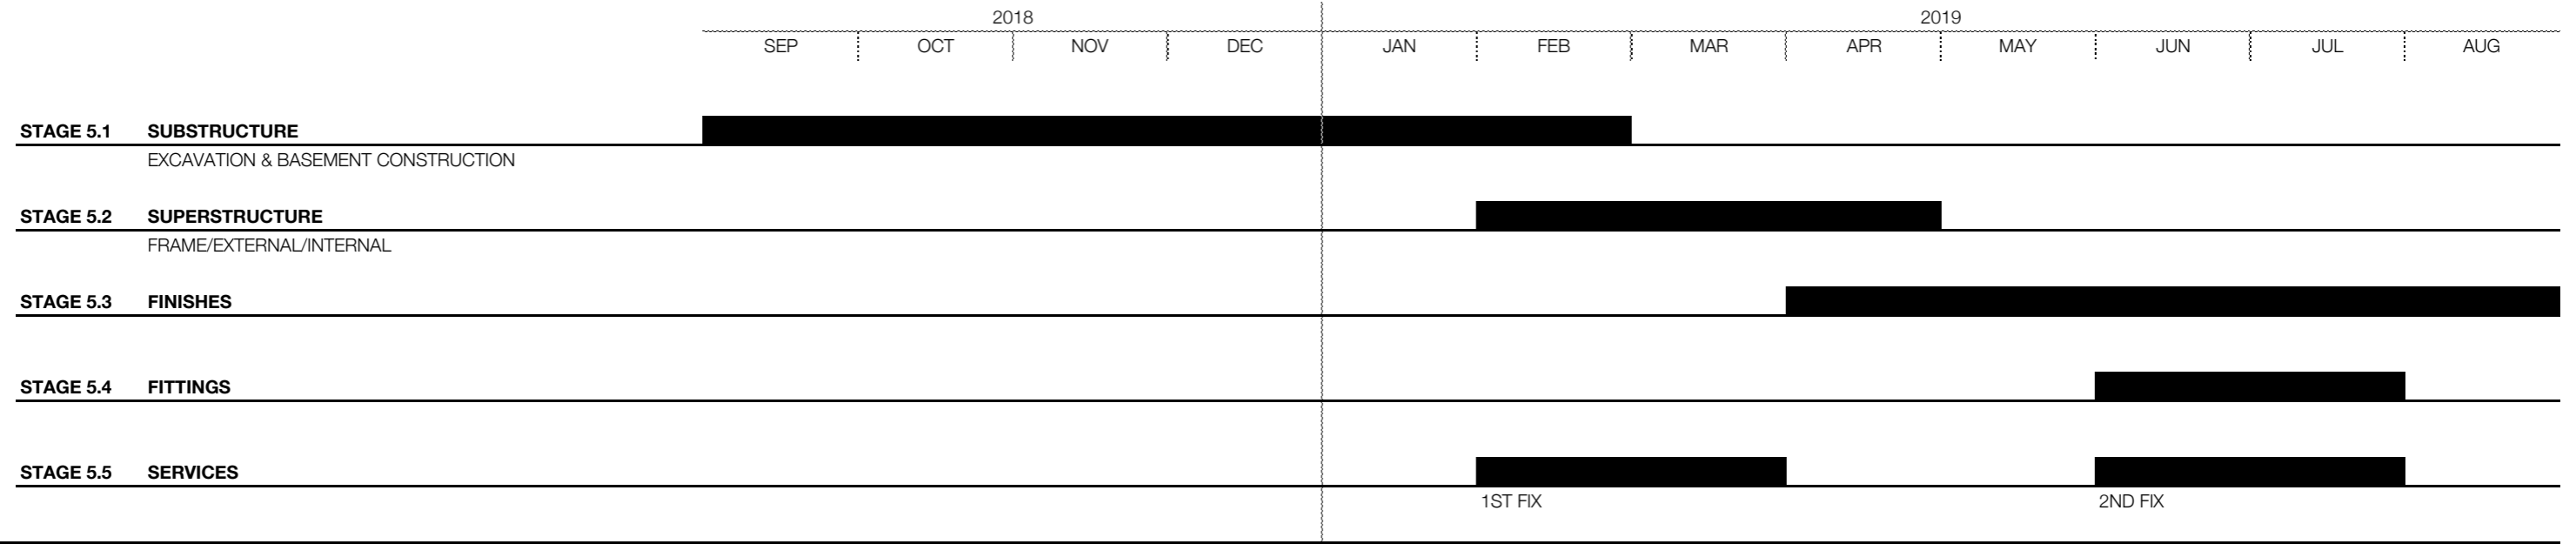 2018 2019
SEP OCT NOV DEC JAN FEB MAR APR MAY JUN JUL AUG
STAGE 5.1 SUBSTRUCTURE
EXCAVATION & BASEMENT CONSTRUCTION
STAGE 5.2 SUPERSTRUCTURE
FRAME/EXTERNAL/INTERNAL
STAGE 5.3 FINISHES
STAGE 5.4 FITTINGS
STAGE 5.5 SERVICES
1ST FIX 2ND FIX